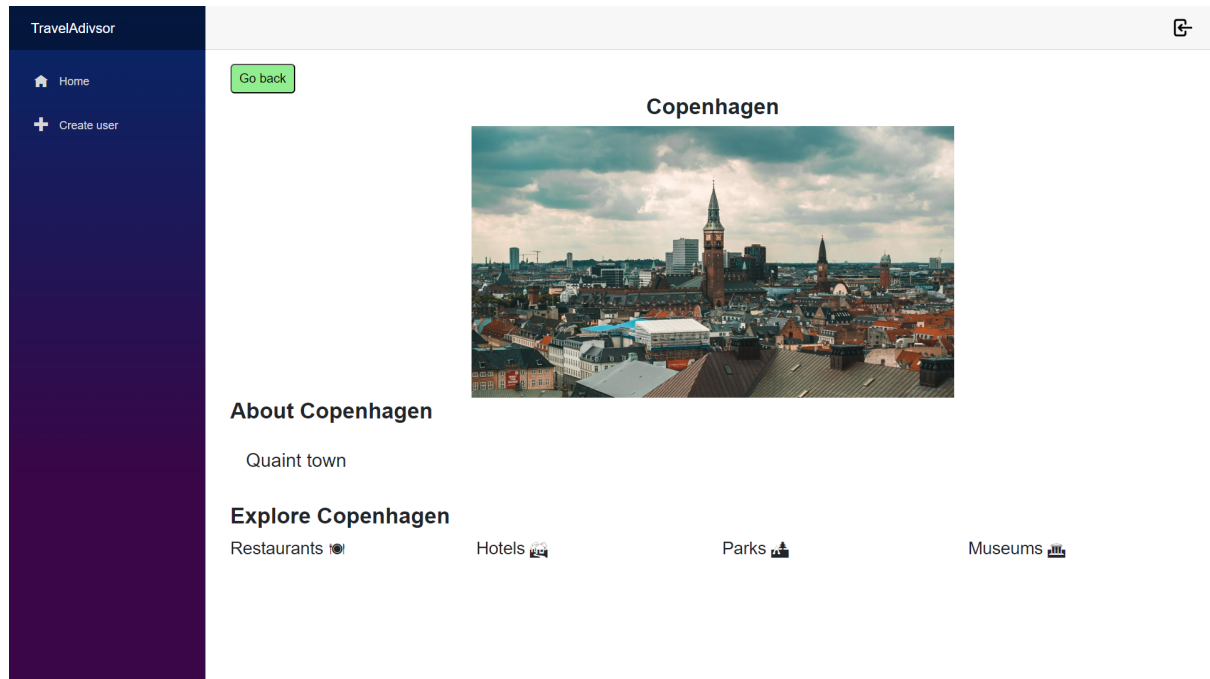 TravelAdivsor
Home
Create user
Go back
Copenhagen
About Copenhagen
Quaint town
Explore Copenhagen
Restaurants 🍽
Hotels 🏨
Parks 🏞
Museums 🏛